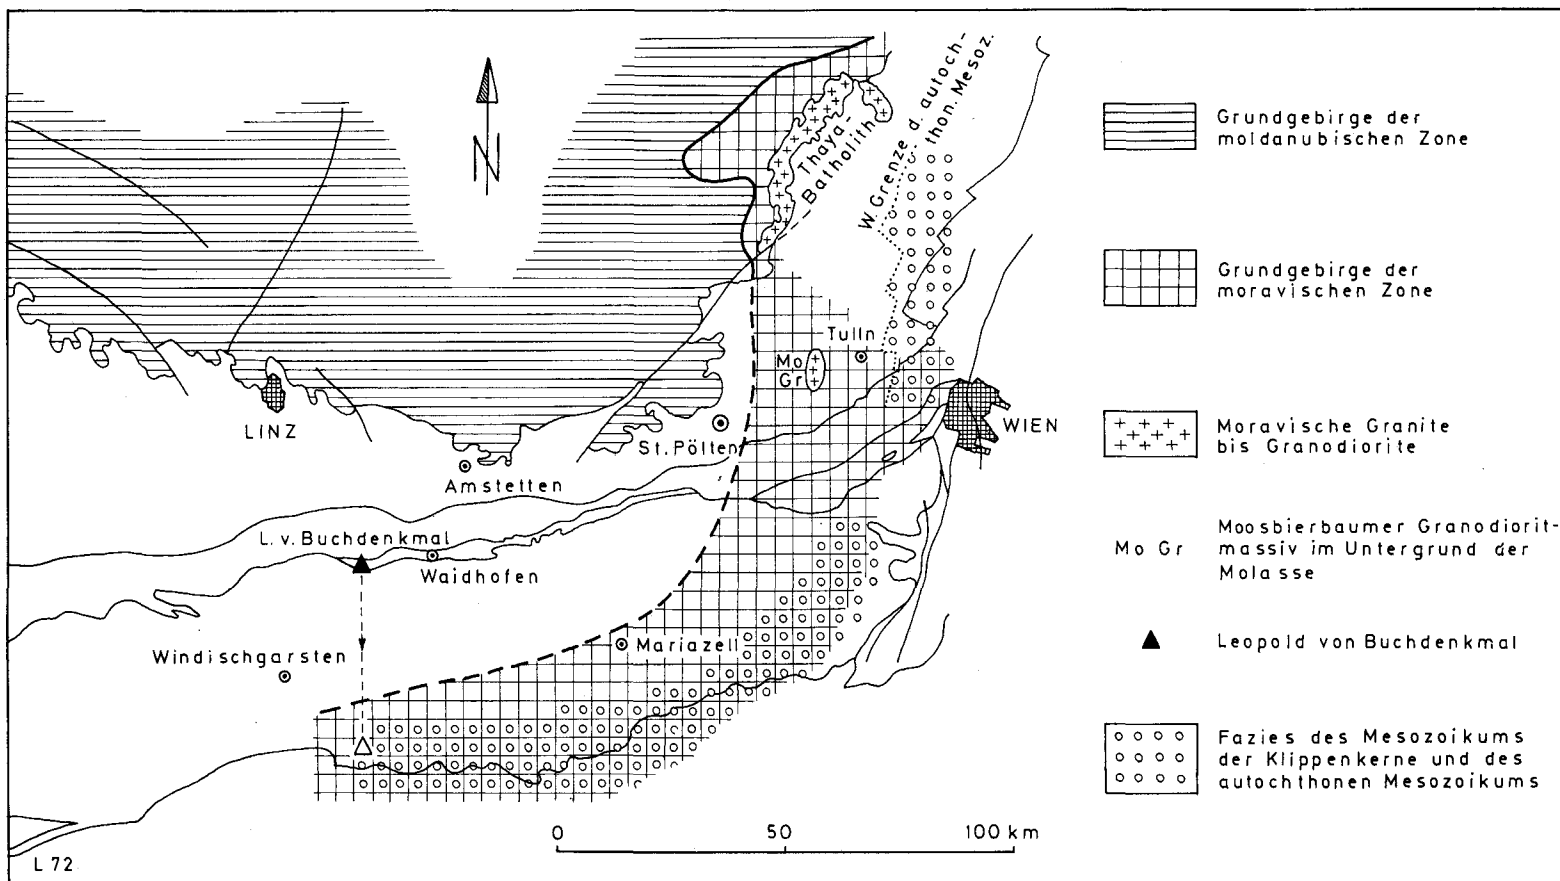 W. Grenze d. autoch-
thon. Mesoz.
Thaya-
Batholith
N
Tulln
Mo
Gr
LINZ
WIEN
St. Pölten
Amstetten
L. v. Buchdenkmal
Waidhofen
Mariazell
Windischgarsten
0 50 100 km
L 72
Grundgebirge der
moldanubischen Zone
Grundgebirge der
moravischen Zone
Moravische Granite
bis Granodiorite
Mo Gr
Moosbierbaumer Granodiorit-
massiv im Untergrund der
Molasse
Leopold von Buchdenkmal
Fazies des Mesozoikums
der Klippenkerne und des
autochthonen Mesozoikums